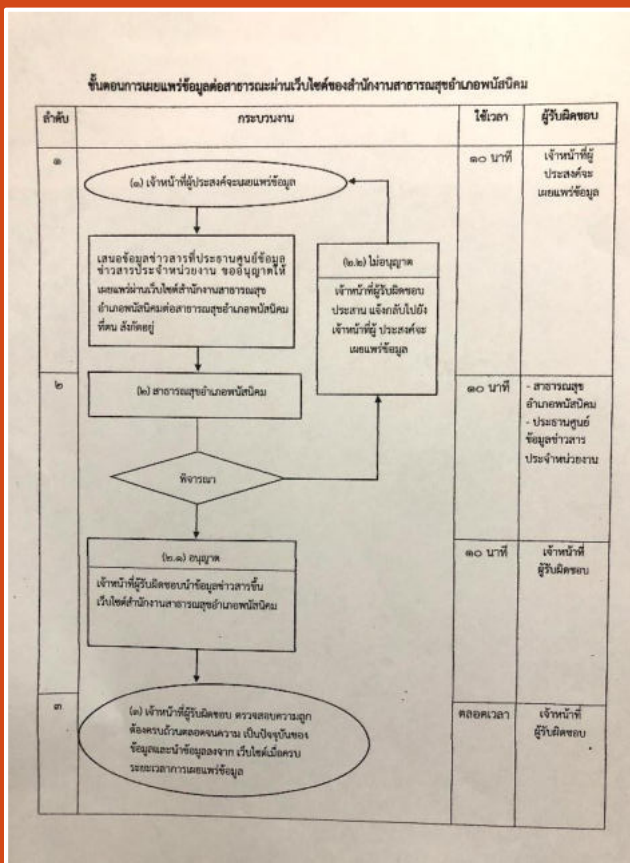 ขั้นตอนการเผยแพร่ข้อมูลต่อสาธารณะผ่านเว็บไซต์ของสำนักงานสาธารณสุขอำเภอพนัสนิคม
ลำดับ กระบวนงาน ใช้เวลา ผู้รับผิดชอบ
๑ (๑) เจ้าหน้าที่ผู้ประสงค์จะเผยแพร่ข้อมูล ๑๐ นาที เจ้าหน้าที่ผู้
ประสงค์จะ
เผยแพร่ข้อมูล
เสนอข้อมูลข่าวสารที่ประธานศูนย์ข้อมูล
ข่าวสารประจำหน่วยงาน ขออนุญาตให้
เผยแพร่ผ่านเว็บไซต์สำนักงานสาธารณสุข
อำเภอพนัสนิคมต่อสาธารณสุขอำเภอพนัสนิคม
ที่ตน สังกัดอยู่
(๒.๒) ไม่อนุญาต
เจ้าหน้าที่ผู้รับผิดชอบ
ประสาน แจ้งกลับไปยัง
เจ้าหน้าที่ผู้ ประสงค์จะ
เผยแพร่ข้อมูล
๒ (๒) สาธารณสุขอำเภอพนัสนิคม ๑๐ นาที - สาธารณสุข
อำเภอพนัสนิคม
- ประธานศูนย์
ข้อมูลข่าวสาร
ประจำหน่วยงาน
พิจารณา
(๒.๑) อนุญาต ๑๐ นาที เจ้าหน้าที่
ผู้รับผิดชอบ
เจ้าหน้าที่ผู้รับผิดชอบนำข้อมูลข่าวสารขึ้น
เว็บไซต์สำนักงานสาธารณสุขอำเภอพนัสนิคม
๓ (๓) เจ้าหน้าที่ผู้รับผิดชอบ ตรวจสอบความถูก ตลอดเวลา เจ้าหน้าที่
ผู้รับผิดชอบ
ต้องครบถ้วนตลอดจนความ เป็นปัจจุบันของ
ข้อมูลและนำข้อมูลลงจาก เว็บไซต์เมื่อครบ
ระยะเวลาการเผยแพร่ข้อมูล